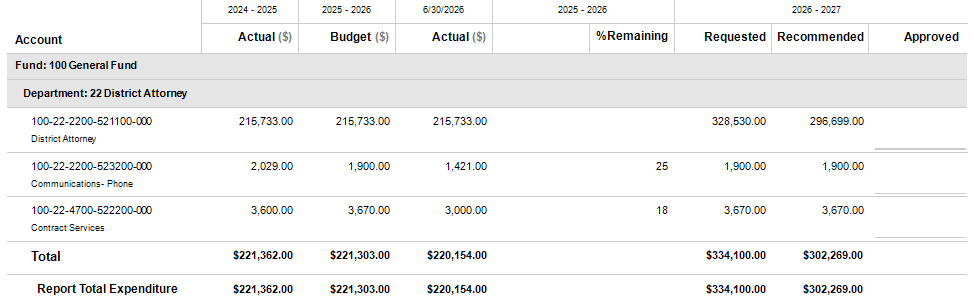 2024 - 2025 2025 - 2026 6/30/2026 2025 - 2026 2026 - 2027
Account Actual ($) Budget ($) Actual ($) %Remaining Requested Recommended Approved
Fund: 100 General Fund
Department: 22 District Attorney
100-22-2200-521100-000 215,733.00 215,733.00 215,733.00 328,530.00 296,699.00
District Attorney
100-22-2200-523200-000 2,029.00 1,900.00 1,421.00 25 1,900.00 1,900.00
Communications- Phone
100-22-4700-522200-000 3,600.00 3,670.00 3,000.00 18 3,670.00 3,670.00
Contract Services
Total $221,362.00 $221,303.00 $220,154.00 $334,100.00 $302,269.00
Report Total Expenditure $221,362.00 $221,303.00 $220,154.00 $334,100.00 $302,269.00